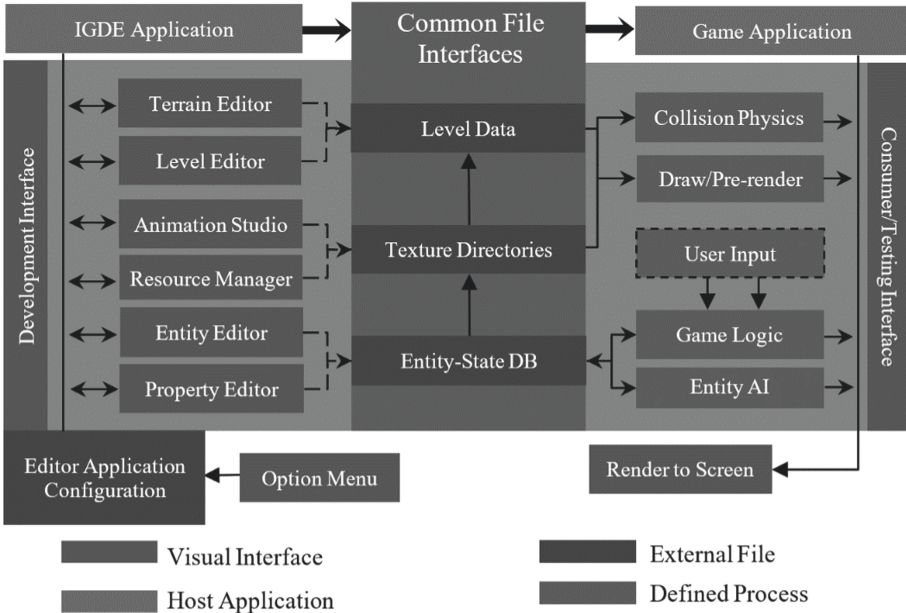 IGDE Application
Common File
Interfaces
Game Application
Development Interface
Terrain Editor
Level Editor
Animation Studio
Resource Manager
Entity Editor
Property Editor
Level Data
Texture Directories
Entity-State DB
Collision Physics
Draw/Pre-render
User Input
Game Logic
Entity AI
Consumer/Testing Interface
Editor Application
Configuration
Option Menu
Render to Screen
Visual Interface
Host Application
External File
Defined Process